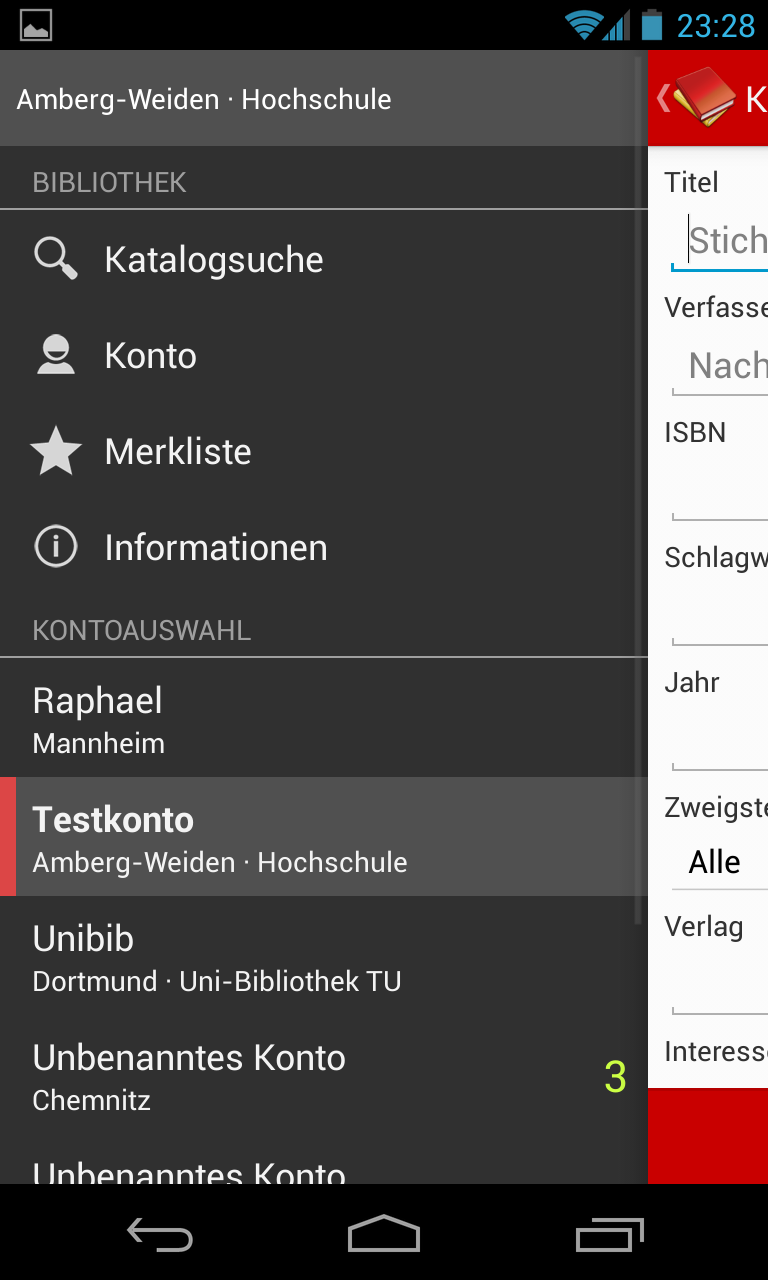 23:28
Amberg-Weiden · Hochschule
BIBLIOTHEK
Katalogsuche
Konto
Merkliste
Informationen
KONTOAUSWAHL
Raphael
Mannheim
Testkonto
Amberg-Weiden · Hochschule
Unibib
Dortmund · Uni-Bibliothek TU
Unbenanntes Konto
Chemnitz
3
Unbenanntes Konto
K
Titel
Stich
Verfasse
Nach
ISBN
Schlagw
Jahr
Zweigste
Alle
Verlag
Interess